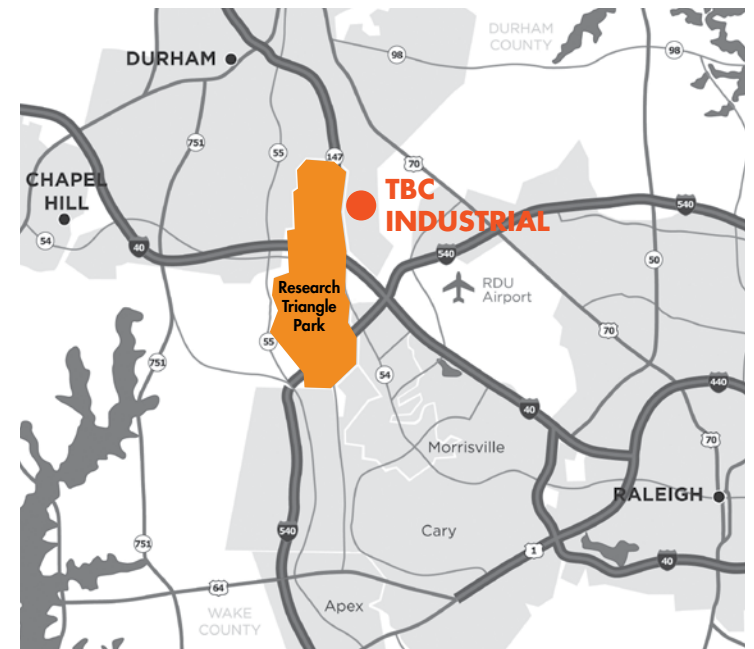 DURHAM
COUNTY
98
98
DURHAM
751
55
147
70
TBC
INDUSTRIAL
CHAPEL
HILL
54
40
540
540
50
RDU
Airport
Research
Triangle
Park
55
70
751
54
440
40
70
Morrisville
RALEIGH
540
Cary
751
1
40
64
WAKE
COUNTY
Apex